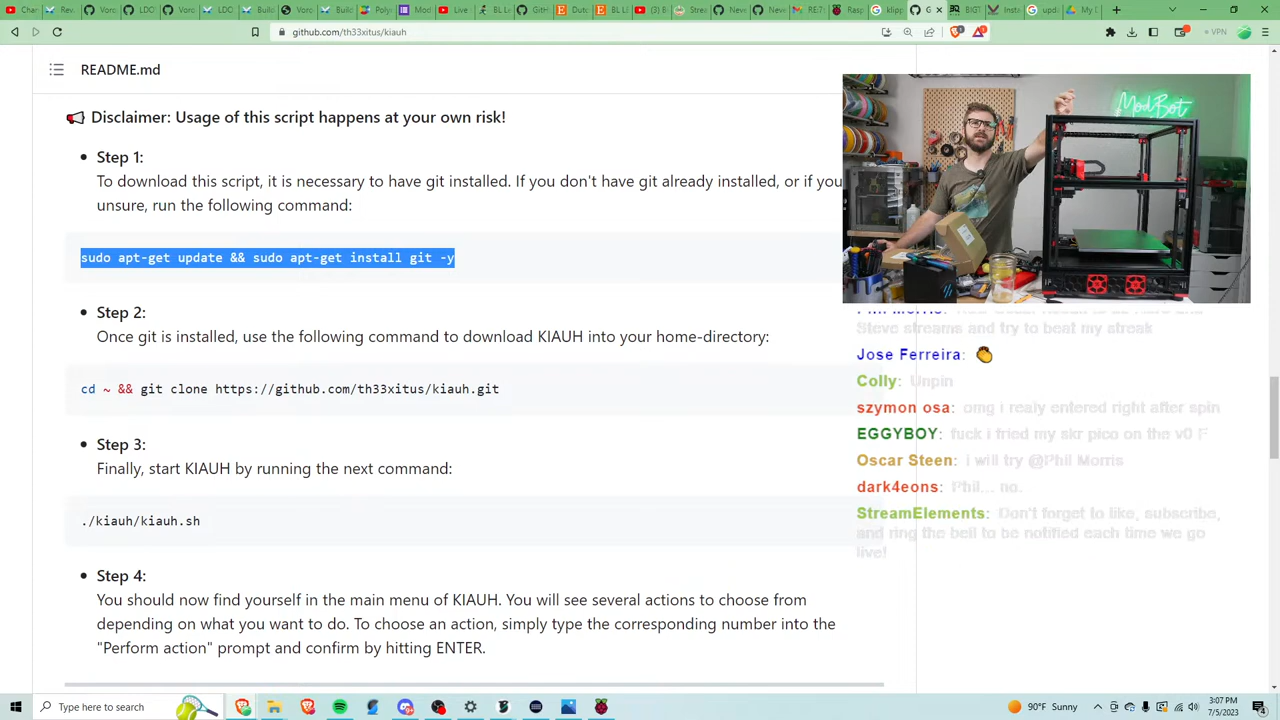 github.com/th33xitus/kiauh
VPN
README.md
Disclaimer: Usage of this script happens at your own risk!
Step 1:
To download this script, it is necessary to have git installed. If you don't have git already installed, or if you
unsure, run the following command:
sudo apt-get update && sudo apt-get install git -y
Step 2:
Once git is installed, use the following command to download KIAUH into your home-directory:
cd ~ && git clone https://github.com/th33xitus/kiauh.git
Step 3:
Finally, start KIAUH by running the next command:
./kiauh/kiauh.sh
Step 4:
You should now find yourself in the main menu of KIAUH. You will see several actions to choose from
depending on what you want to do. To choose an action, simply type the corresponding number into the
"Perform action" prompt and confirm by hitting ENTER.
ModBot
Steve streams and try to beat my streak
Jose Ferreira:
Colly: Unpin
szymon osa: omg i realy entered right after spin
EGGYBOY: fuck i fried my skr pico on the v0 F
Oscar Steen: i will try @Phil Morris
dark4eons: Phil... no.
StreamElements: Don't forget to like, subscribe,
and ring the bell to be notified each time we go
live!
Type here to search
90°F Sunny
3:07 PM
7/5/2023